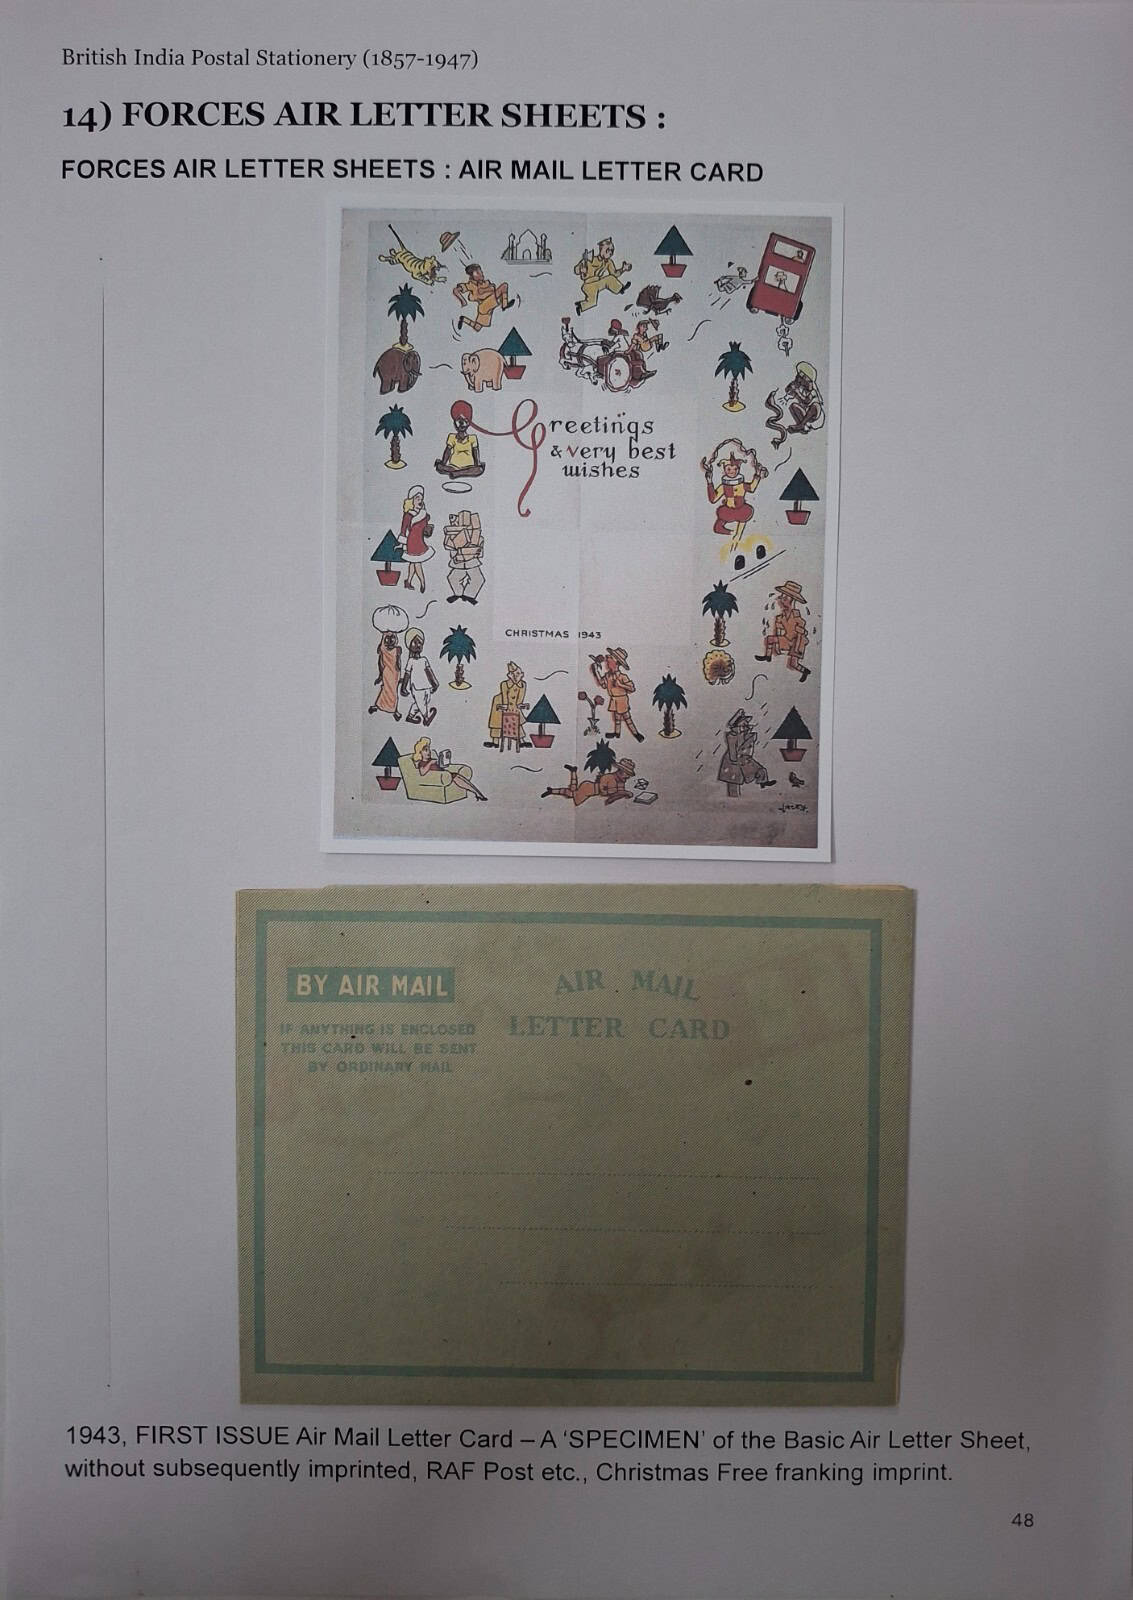 British India Postal Stationery (1857-1947)
14) FORCES AIR LETTER SHEETS :
FORCES AIR LETTER SHEETS : AIR MAIL LETTER CARD
Greetings
& very best
wishes
CHRISTMAS 1943
BY AIR MAIL
IF ANYTHING IS ENCLOSED
THIS CARD WILL BE SENT
BY ORDINARY MAIL
AIR MAIL
LETTER CARD
1943, FIRST ISSUE Air Mail Letter Card – A ‘SPECIMEN’ of the Basic Air Letter Sheet,
without subsequently imprinted, RAF Post etc., Christmas Free franking imprint.
48